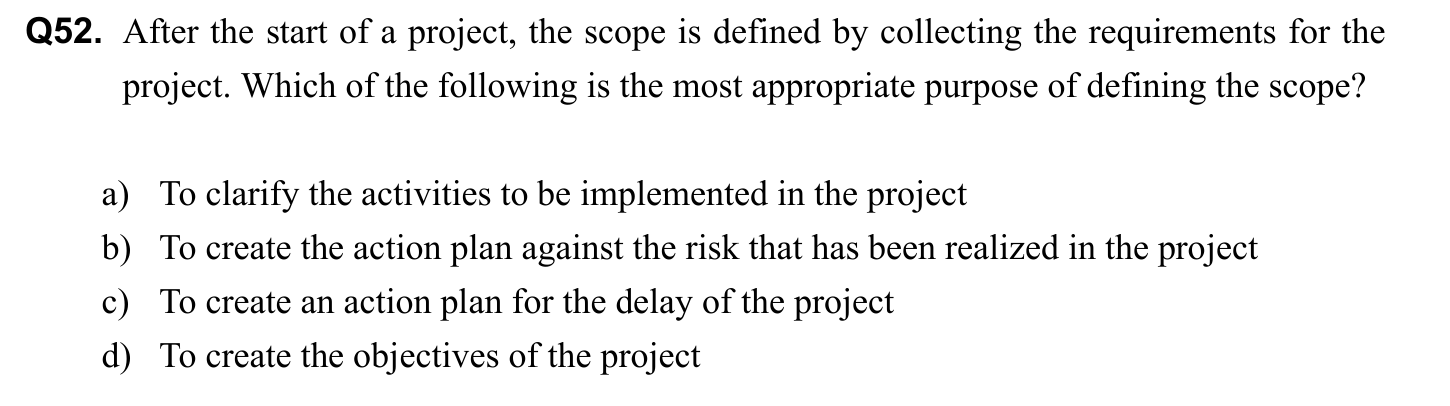 Q52. After the start of a project, the scope is defined by collecting the requirements for the
project. Which of the following is the most appropriate purpose of defining the scope?
a) To clarify the activities to be implemented in the project
b) To create the action plan against the risk that has been realized in the project
c) To create an action plan for the delay of the project
d) To create the objectives of the project